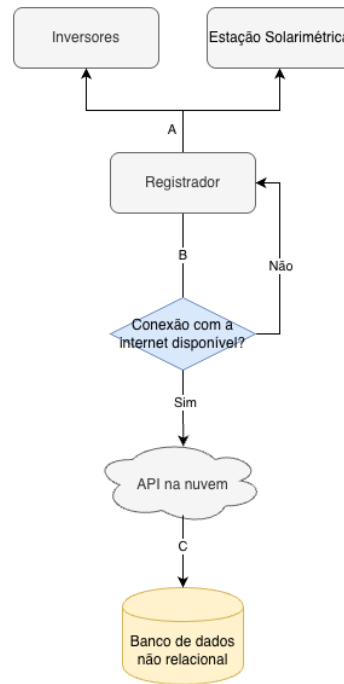 Inversores
Estação Solarimétrica
A
Registrador
B
Não
Conexão com a
internet disponível?
Sim
API na nuvem
C
Banco de dados
não relacional